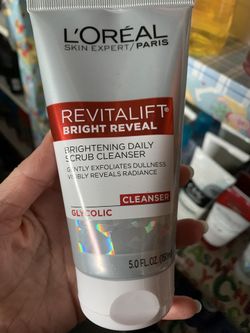 L'ORÉAL
SKIN EXPERT / PARIS
REVITALIFT®
BRIGHT REVEAL
BRIGHTENING DAILY
SCRUB CLEANSER
GENTLY EXFOLIATES DULLNESS
VISIBLY REVEALS RADIANCE
CLEANSER
GLYCOLIC
5.0 FL.OZ.